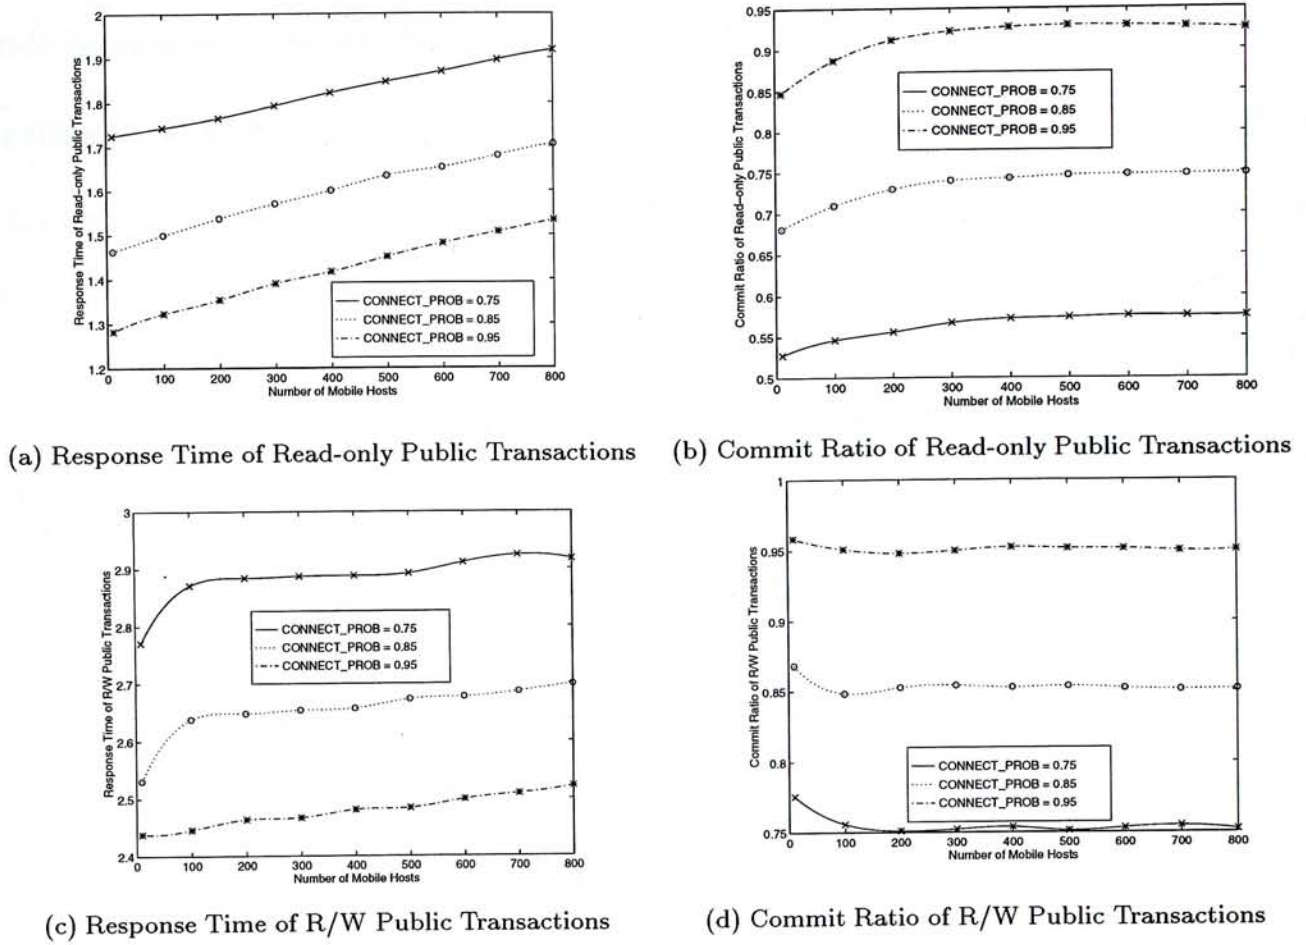 2
1.9
1.8
1.7
1.6
1.5
1.4
1.3
1.2
0
100
200
300
400
500
600
700
800
Response Time of Read-only Public Transactions
CONNECT_PROB = 0.75
CONNECT_PROB = 0.85
CONNECT_PROB = 0.95
Number of Mobile Hosts
(a) Response Time of Read-only Public Transactions
0.95
0.9
0.85
0.8
0.75
0.7
0.65
0.6
0.55
0.5
0
100
200
300
400
500
600
700
800
Commit Ratio of Read-only Public Transactions
CONNECT_PROB = 0.75
CONNECT_PROB = 0.85
CONNECT_PROB = 0.95
Number of Mobile Hosts
(b) Commit Ratio of Read-only Public Transactions
3
2.9
2.8
2.7
2.6
2.5
2.4
0
100
200
300
400
500
600
700
800
Response Time of R/W Public Transactions
CONNECT_PROB = 0.75
CONNECT_PROB = 0.85
CONNECT_PROB = 0.95
Number of Mobile Hosts
(c) Response Time of R/W Public Transactions
1
0.95
0.9
0.85
0.8
0.75
0
100
200
300
400
500
600
700
800
Commit Ratio of R/W Public Transactions
CONNECT_PROB = 0.75
CONNECT_PROB = 0.85
CONNECT_PROB = 0.95
Number of Mobile Hosts
(d) Commit Ratio of R/W Public Transactions